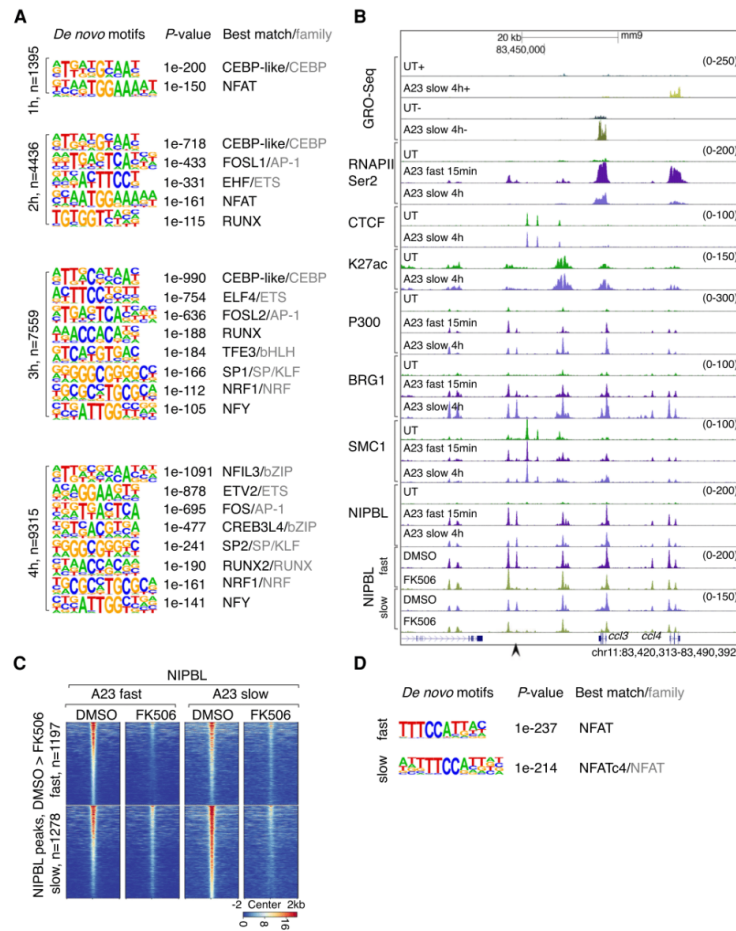 A
De novo motifs P-value Best match/family
1h, n=1395
1e-200 CEBP-like/CEBP
1e-150 NFAT
2h, n=4436
1e-718 CEBP-like/CEBP
1e-433 FOSL1/AP-1
1e-331 EHF/ETS
1e-161 NFAT
1e-115 RUNX
3h, n=7559
1e-990 CEBP-like/CEBP
1e-754 ELF4/ETS
1e-636 FOSL2/AP-1
1e-188 RUNX
1e-184 TFE3/bHLH
1e-166 SP1/SP/KLF
1e-112 NRF1/NRF
1e-105 NFY
4h, n=9315
1e-1091 NFIL3/bZIP
1e-878 ETV2/ETS
1e-695 FOS/AP-1
1e-477 CREB3L4/bZIP
1e-241 SP2/SP/KLF
1e-190 RUNX2/RUNX
1e-161 NRF1/NRF
1e-141 NFY
B
20 kb mm9
83,450,000
GRO-Seq
UT+ (0-250)
A23 slow 4h+
UT-
A23 slow 4h-
RNAPII Ser2
UT (0-200)
A23 fast 15min
A23 slow 4h
CTCF
UT (0-100)
A23 slow 4h
K27ac
UT (0-150)
A23 slow 4h
P300
UT (0-300)
A23 fast 15min
A23 slow 4h
BRG1
UT (0-100)
A23 fast 15min
A23 slow 4h
SMC1
UT (0-100)
A23 fast 15min
A23 slow 4h
NIPBL
UT (0-200)
A23 fast 15min
A23 slow 4h
NIPBL
fast
DMSO (0-200)
FK506
slow
DMSO (0-150)
FK506
ccl3 ccl4
chr11:83,420,313-83,490,392
C
NIPBL
A23 fast A23 slow
DMSO FK506 DMSO FK506
NIPBL peaks, DMSO > FK506
fast, n=1197
slow, n=1278
-2 Center 2kb
0 8 16
D
De novo motifs P-value Best match/family
fast
TTTCCATT 1e-237 NFAT
slow
TTTTCCAT 1e-214 NFATc4/NFAT